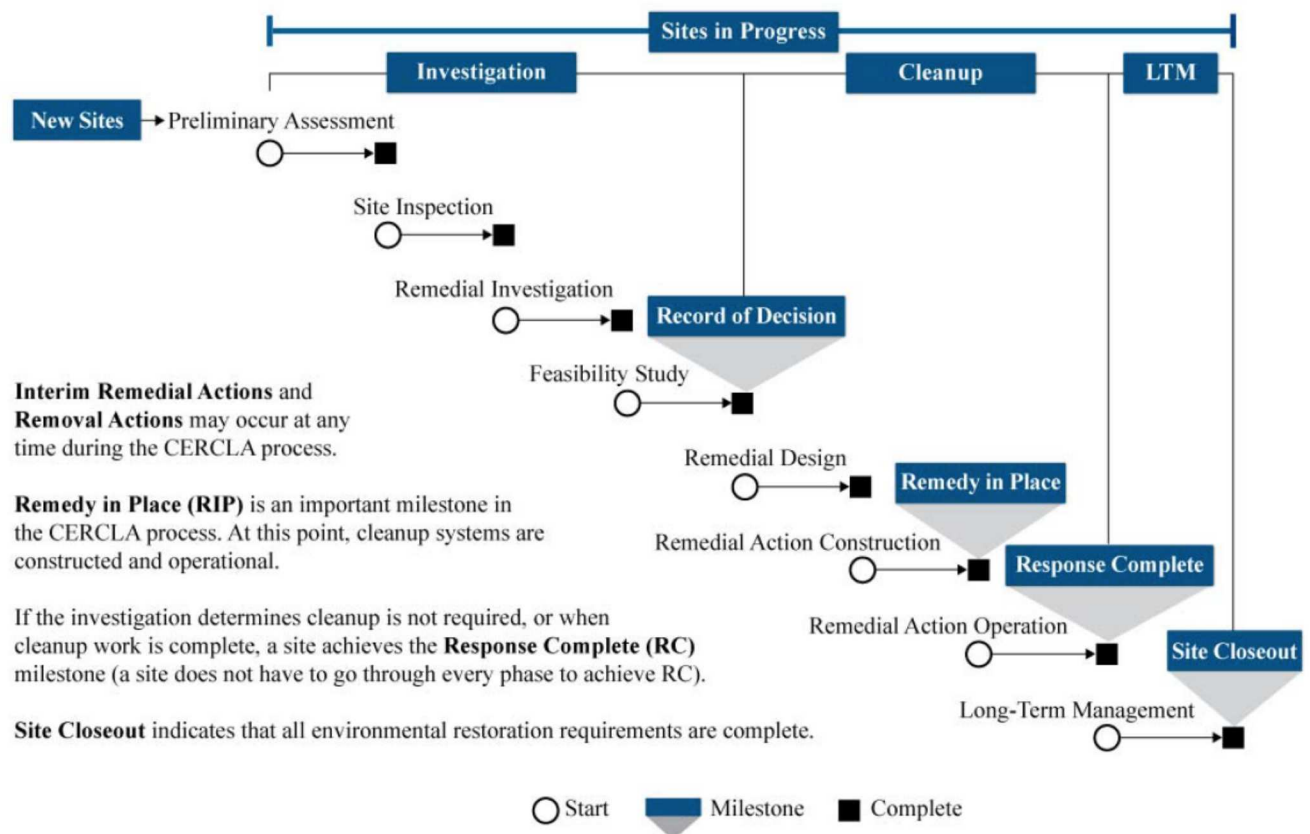 Sites in Progress
Investigation
Cleanup
LTM
New Sites
Preliminary Assessment
Site Inspection
Remedial Investigation
Record of Decision
Feasibility Study
Interim Remedial Actions and
Removal Actions may occur at any
time during the CERCLA process.
Remedial Design
Remedy in Place
Remedy in Place (RIP) is an important milestone in
the CERCLA process. At this point, cleanup systems are
constructed and operational.
Remedial Action Construction
Response Complete
If the investigation determines cleanup is not required, or when
cleanup work is complete, a site achieves the Response Complete (RC)
milestone (a site does not have to go through every phase to achieve RC).
Remedial Action Operation
Site Closeout
Site Closeout indicates that all environmental restoration requirements are complete.
Long-Term Management
Start
Milestone
Complete